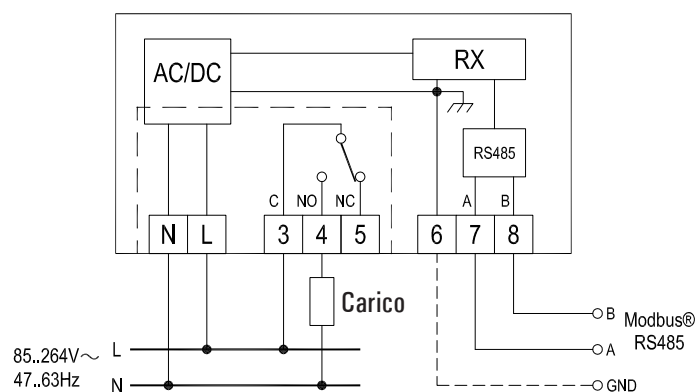 AC/DC
RX
RS485
C NO NC
A B
N L 3 4 5 6 7 8
Carico
85..264V~
47..63Hz
L
N
B
A
GND
Modbus®
RS485